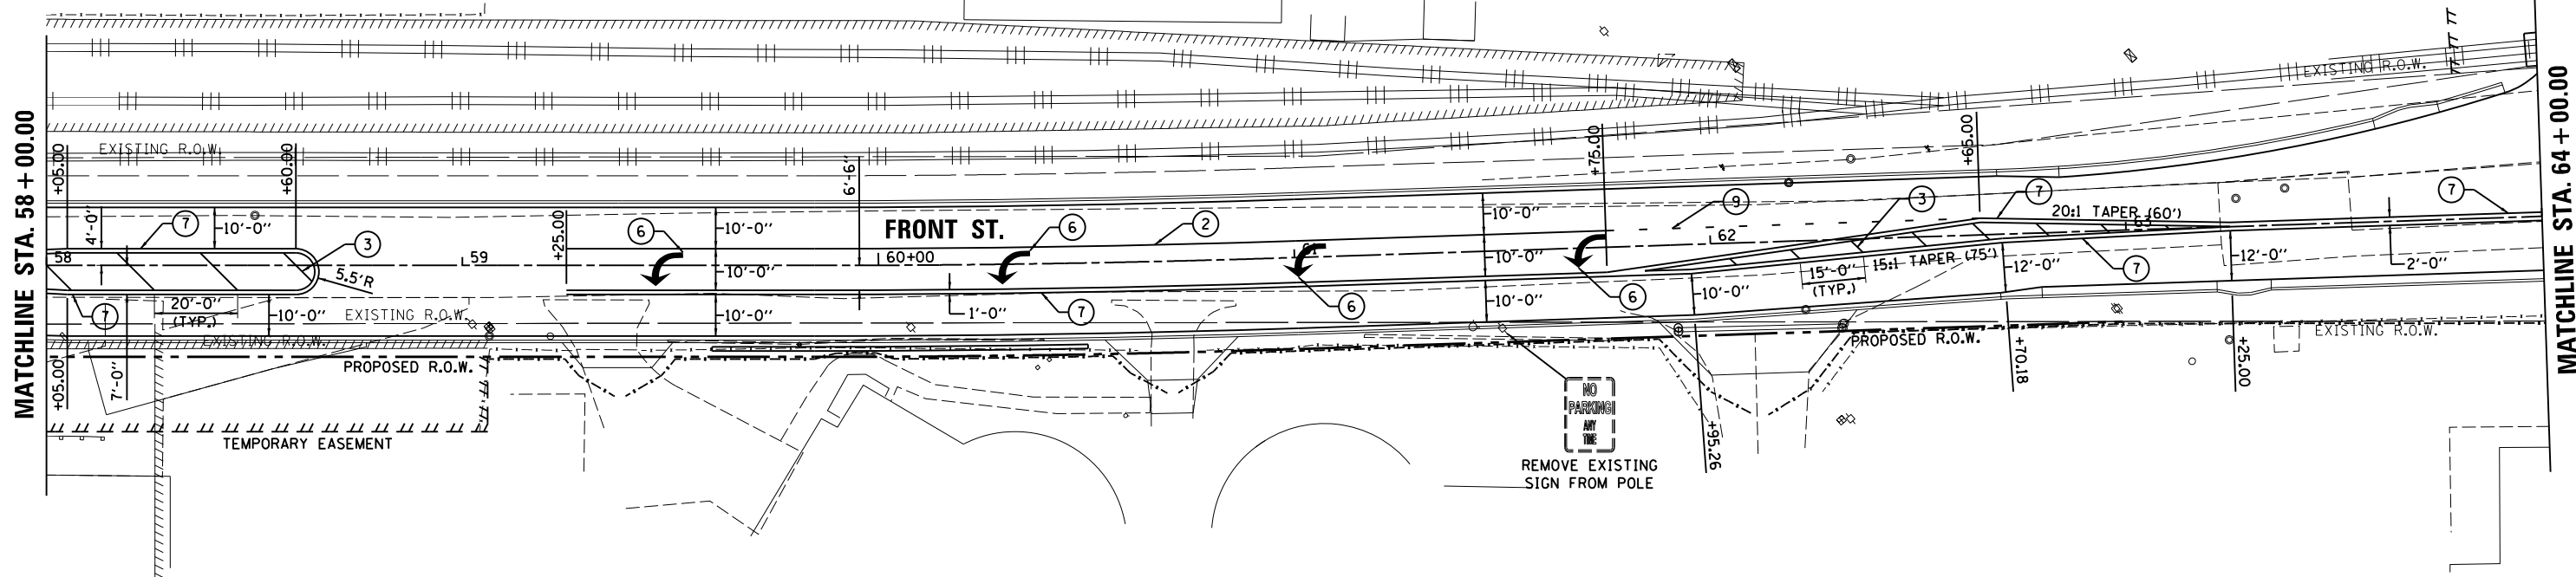 MATCHLINE STA. 58+00.00
EXISTING R.O.W.
+05.00
+60.00
6'-6"
+75.00
+65.00
EXISTING R.O.W.
MATCHLINE STA. 64+00.00
4'-0"
7
10'-0"
3
+25.00
6
10'-0"
FRONT ST.
6
2
10'-0"
9
3
7
20:1 TAPER (60')
63
7
58
59
60+00
61
62
5.5'R
10'-0"
10'-0"
15'-0"
(TYP.)
15:1 TAPER (75')
12'-0"
7
12'-0"
2'-0"
7
20'-0"
(TYP.)
10'-0"
EXISTING R.O.W.
10'-0"
1'-0"
7
6
10'-0"
6
10'-0"
EXISTING R.O.W.
PROPOSED R.O.W.
EXISTING R.O.W.
+05.00
7'-0"
PROPOSED R.O.W.
+70.18
+25.00
NO
PARKING
ANY
TIME
+95.26
TEMPORARY EASEMENT
REMOVE EXISTING
SIGN FROM POLE